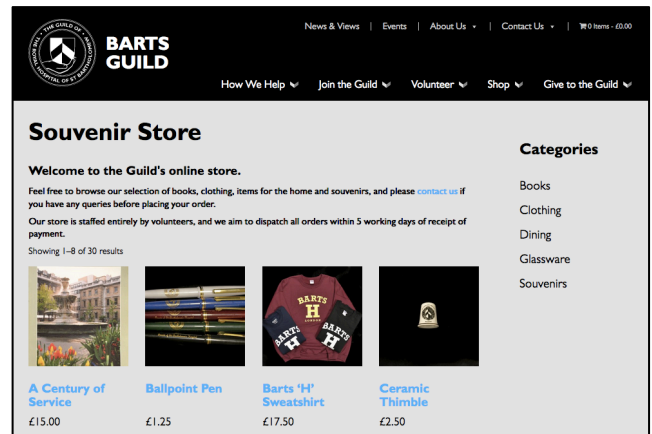 THE GUILD OF
THE ROYAL HOSPITAL OF ST BARTHOLOMEW
BARTS
GUILD
News & Views | Events | About Us | Contact Us | 0 Items - £0.00
How We Help Join the Guild Volunteer Shop Give to the Guild
Souvenir Store
Welcome to the Guild's online store.
Feel free to browse our selection of books, clothing, items for the home and souvenirs, and please contact us if
you have any queries before placing your order.
Our store is staffed entirely by volunteers, and we aim to dispatch all orders within 5 working days of receipt of
payment.
Showing 1–8 of 30 results
Categories
Books
Clothing
Dining
Glassware
Souvenirs
BARTS
H
LONDON
BARTS
H
BARTS
H
A Century of
Service
£15.00
Ballpoint Pen
£1.25
Barts ‘H’
Sweatshirt
£17.50
Ceramic
Thimble
£2.50